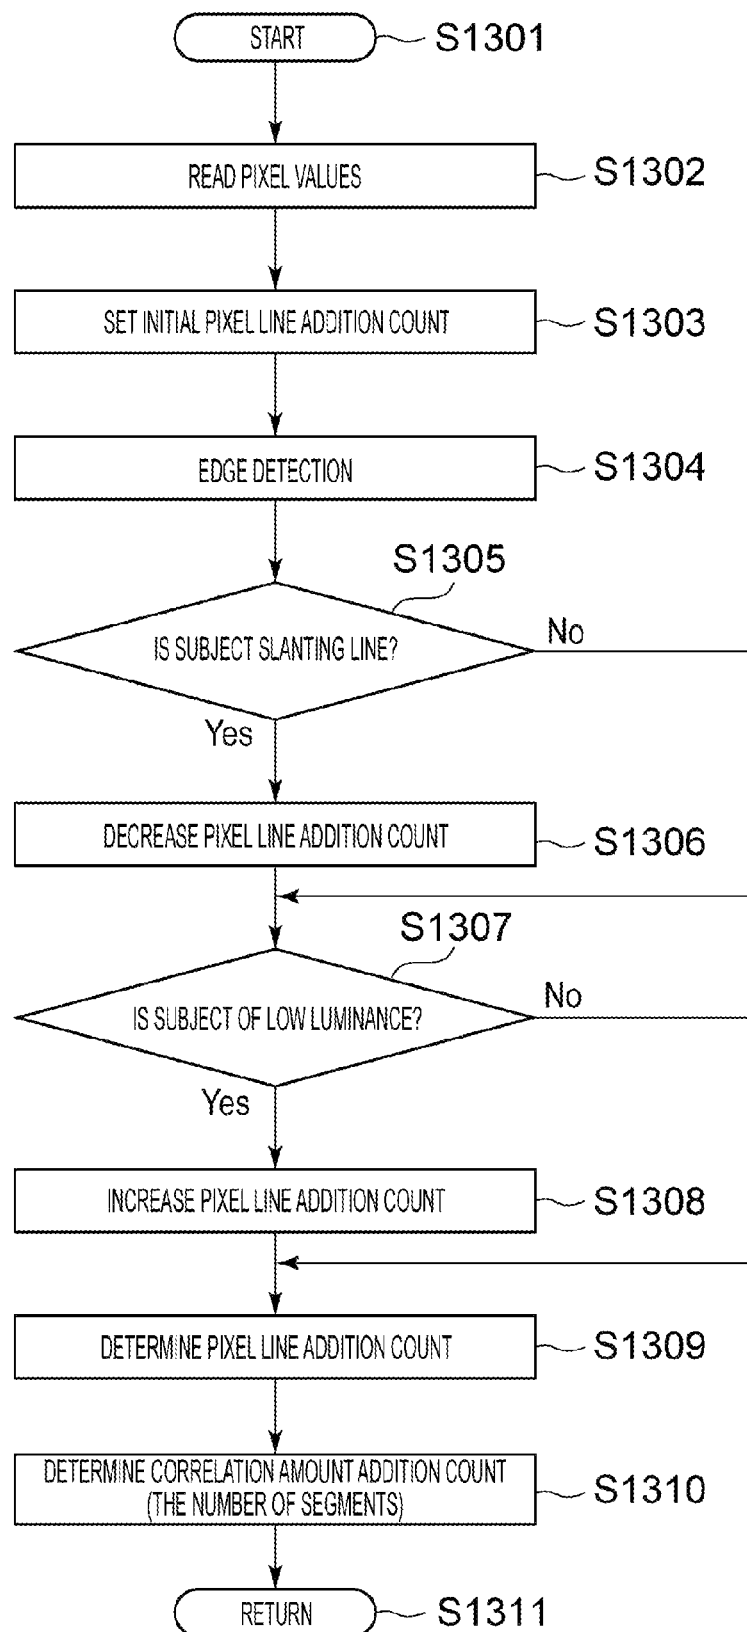 START S1301
READ PIXEL VALUES S1302
SET INITIAL PIXEL LINE ADDITION COUNT S1303
EDGE DETECTION S1304
S1305
IS SUBJECT SLANTING LINE? No
Yes
DECREASE PIXEL LINE ADDITION COUNT S1306
S1307
IS SUBJECT OF LOW LUMINANCE? No
Yes
INCREASE PIXEL LINE ADDITION COUNT S1308
DETERMINE PIXEL LINE ADDITION COUNT S1309
DETERMINE CORRELATION AMOUNT ADDITION COUNT
(THE NUMBER OF SEGMENTS) S1310
RETURN S1311